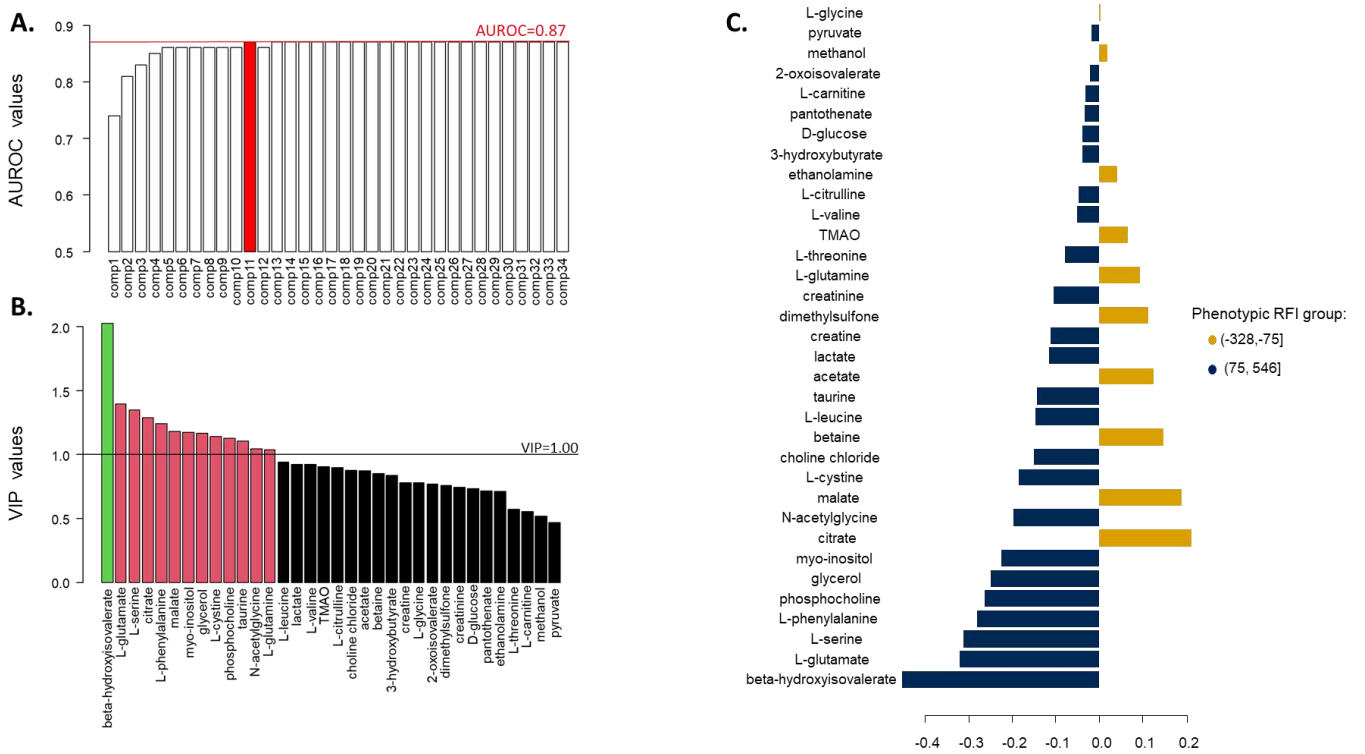 A.
AUROC values
0.9
0.8
0.7
0.6
0.5
AUROC=0.87
comp1
comp2
comp3
comp4
comp5
comp6
comp7
comp8
comp9
comp10
comp11
comp12
comp13
comp14
comp15
comp16
comp17
comp18
comp19
comp20
comp21
comp22
comp23
comp24
comp25
comp26
comp27
comp28
comp29
comp30
comp31
comp32
comp33
comp34
B.
VIP values
2.0
1.5
1.0
0.5
0.0
VIP=1.00
beta-hydroxyisovalerate
L-glutamate
L-serine
citrate
L-phenylalanine
malate
myo-inositol
glycerol
L-cystine
phosphocholine
taurine
N-acetylglycine
L-glutamine
L-leucine
lactate
L-valine
TMAO
L-citrulline
choline chloride
acetate
betaine
3-hydroxybutyrate
creatine
L-glycine
2-oxoisovalerate
dimethylsulfone
creatinine
D-glucose
pantothenate
ethanolamine
L-threonine
L-carnitine
methanol
pyruvate
C.
L-glycine
pyruvate
methanol
2-oxoisovalerate
L-carnitine
pantothenate
D-glucose
3-hydroxybutyrate
ethanolamine
L-citrulline
L-valine
TMAO
L-threonine
L-glutamine
creatinine
dimethylsulfone
creatine
lactate
acetate
taurine
L-leucine
betaine
choline chloride
L-cystine
malate
N-acetylglycine
citrate
myo-inositol
glycerol
phosphocholine
L-phenylalanine
L-serine
L-glutamate
beta-hydroxyisovalerate
-0.4
-0.3
-0.2
-0.1
0.0
0.1
0.2
Phenotypic RFI group:
(-328,-75]
(75, 546]